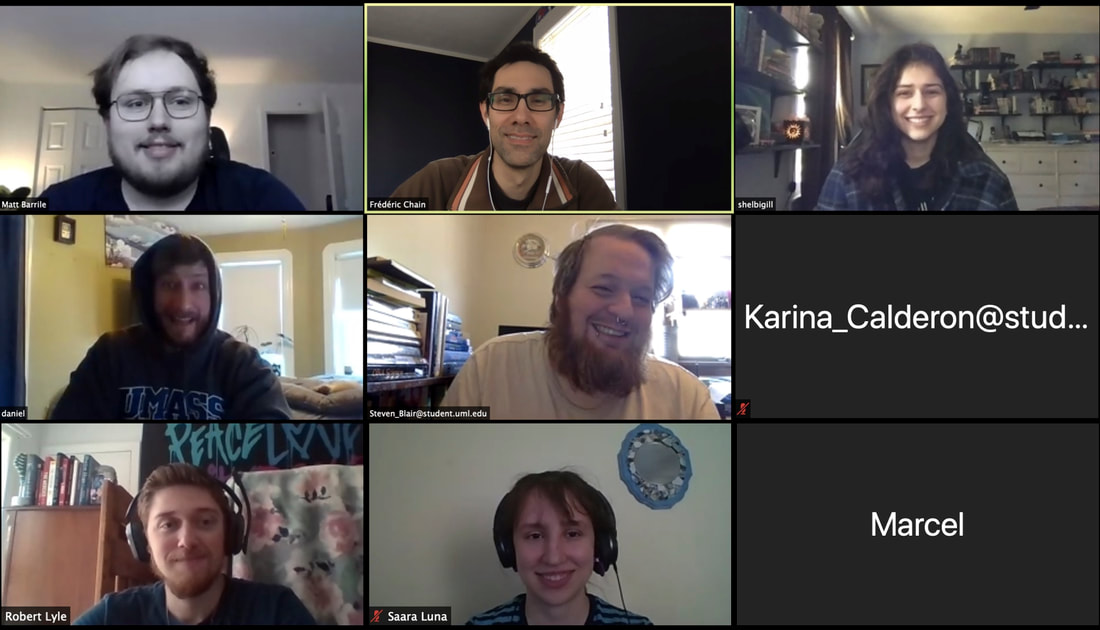 Matt Barrile
Frédéric Chain
shelbigill
daniel
UMASS
Steven_Blair@student.uml.edu
Karina_Calderon@stud...
PEACE LOVE
Robert Lyle
Saara Luna
Marcel